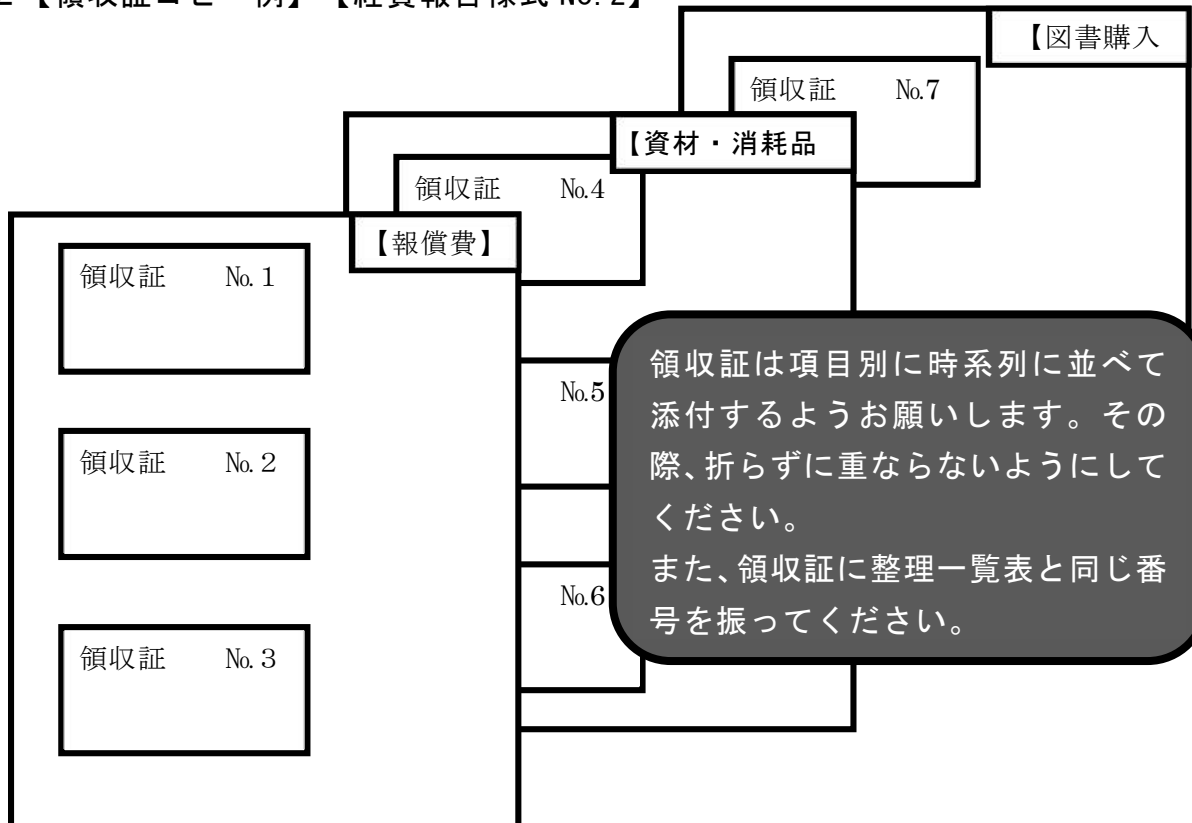 【領収証コピー例】【経費報告様式 No.2】
【図書購入
領収証 No.7
【資材・消耗品
領収証 No.4
【報償費】
領収証 No.1
No.5
領収証 No.2
No.6
領収証 No.3
領収証は項目別に時系列に並べて
添付するようお願いします。その
際、折らずに重ならないようにして
ください。
また、領収証に整理一覧表と同じ番
号を振ってください。